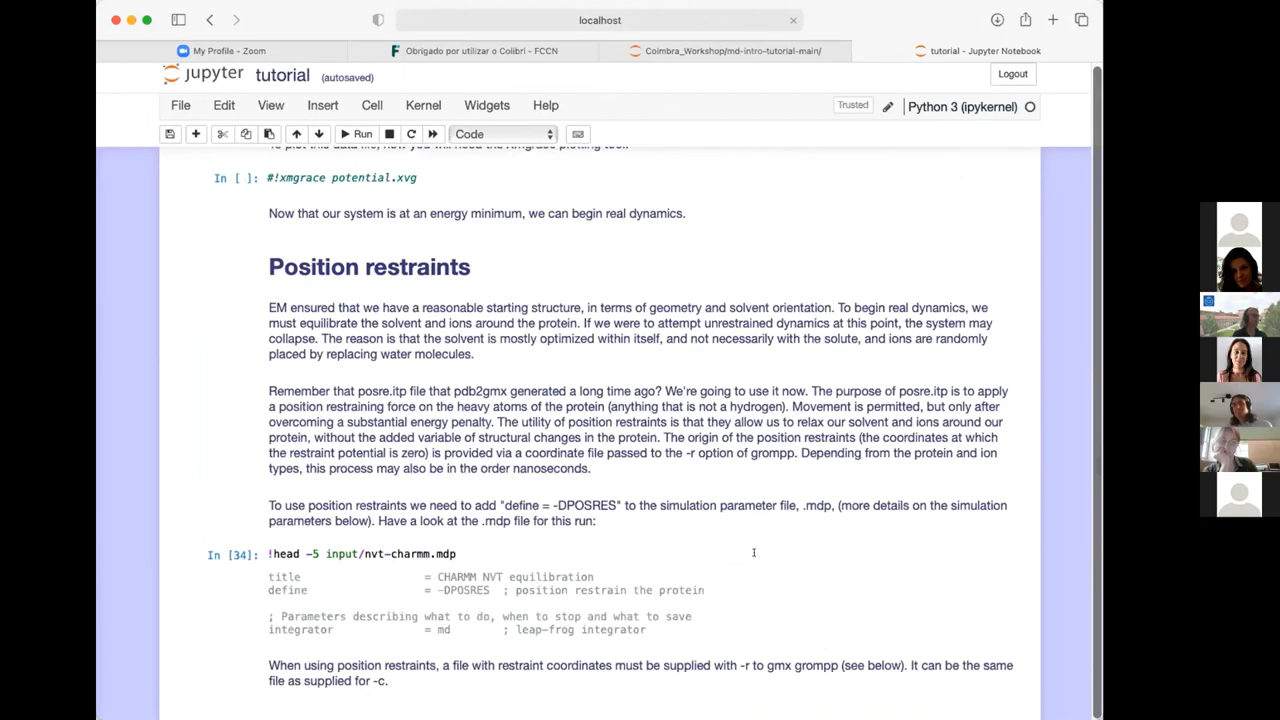 localhost
My Profile - Zoom
Obrigado por utilizar o Colibri - FCCN
Coimbra_Workshop/md-intro-tutorial-main/
tutorial - Jupyter Notebook
jupyter tutorial (autosaved)
Logout
File Edit View Insert Cell Kernel Widgets Help
Trusted
Python 3 (ipykernel)
Run
Code
To plot this data file, now you will need the Xmgrace plotting tool:
In [ ]: #!xmgrace potential.xvg
Now that our system is at an energy minimum, we can begin real dynamics.
Position restraints
EM ensured that we have a reasonable starting structure, in terms of geometry and solvent orientation. To begin real dynamics, we
must equilibrate the solvent and ions around the protein. If we were to attempt unrestrained dynamics at this point, the system may
collapse. The reason is that the solvent is mostly optimized within itself, and not necessarily with the solute, and ions are randomly
placed by replacing water molecules.
Remember that posre.itp file that pdb2gmx generated a long time ago? We're going to use it now. The purpose of posre.itp is to apply
a position restraining force on the heavy atoms of the protein (anything that is not a hydrogen). Movement is permitted, but only after
overcoming a substantial energy penalty. The utility of position restraints is that they allow us to relax our solvent and ions around our
protein, without the added variable of structural changes in the protein. The origin of the position restraints (the coordinates at which
the restraint potential is zero) is provided via a coordinate file passed to the -r option of grompp. Depending from the protein and ion
types, this process may also be in the order nanoseconds.
To use position restraints we need to add "define = -DPOSRES" to the simulation parameter file, .mdp, (more details on the simulation
parameters below). Have a look at the .mdp file for this run:
In [34]: !head -5 input/nvt-charmm.mdp
title = CHARMM NVT equilibration
define = -DPOSRES ; position restrain the protein
; Parameters describing what to do, when to stop and what to save
integrator = md ; leap-frog integrator
When using position restraints, a file with restraint coordinates must be supplied with -r to gmx grompp (see below). It can be the same
file as supplied for -c.